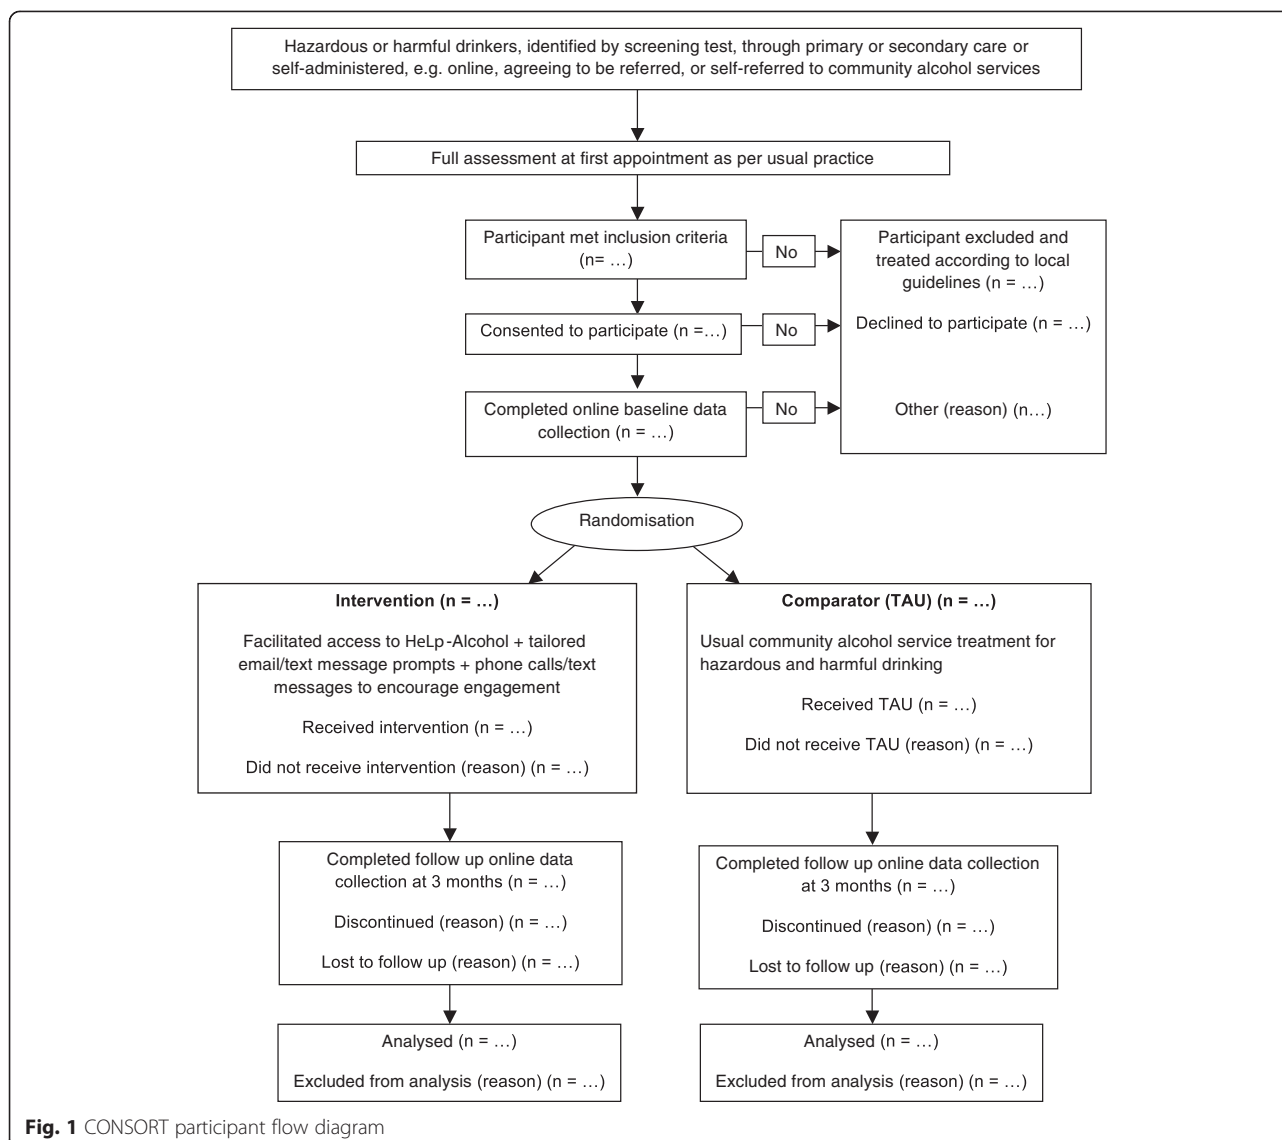 Hazardous or harmful drinkers, identified by screening test, through primary or secondary care or
self-administered, e.g. online, agreeing to be referred, or self-referred to community alcohol services
Full assessment at first appointment as per usual practice
Participant met inclusion criteria
(n= …)
No
Participant excluded and
treated according to local
guidelines (n = …)
Consented to participate (n =…)
No
Declined to participate (n = …)
Completed online baseline data
collection (n = …)
No
Other (reason) (n…)
Randomisation
Intervention (n = …)
Facilitated access to HeLp-Alcohol + tailored
email/text message prompts + phone calls/text
messages to encourage engagement
Received intervention (n = …)
Did not receive intervention (reason) (n = …)
Comparator (TAU) (n = …)
Usual community alcohol service treatment for
hazardous and harmful drinking
Received TAU (n = …)
Did not receive TAU (reason) (n = …)
Completed follow up online data
collection at 3 months (n = …)
Discontinued (reason) (n = …)
Lost to follow up (reason) (n = …)
Completed follow up online data collection
at 3 months (n = …)
Discontinued (reason) (n = …)
Lost to follow up (reason) (n = …)
Analysed (n = …)
Excluded from analysis (reason) (n = …)
Analysed (n = …)
Excluded from analysis (reason) (n = …)
Fig. 1 CONSORT participant flow diagram